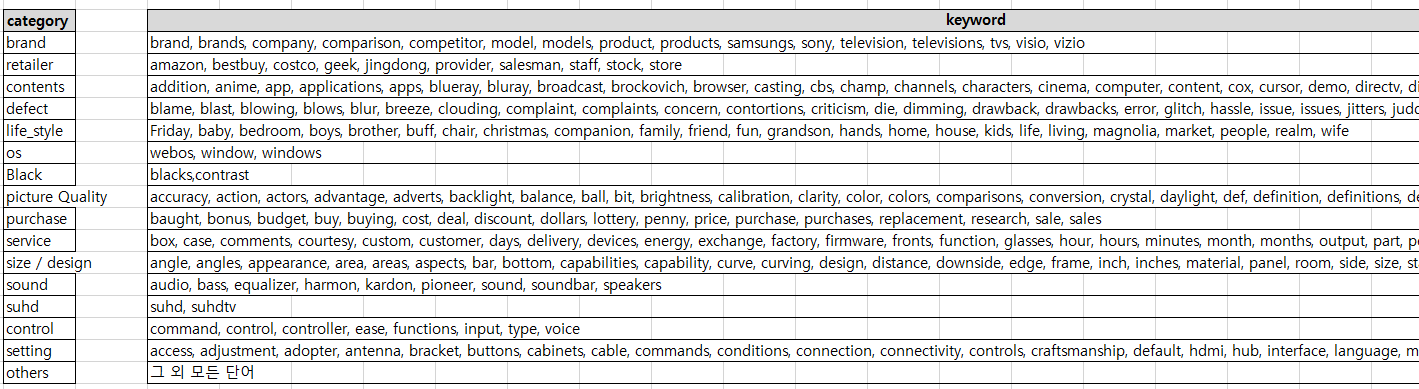 category keyword
brand brand, brands, company, comparison, competitor, model, models, product, products, samsungs, sony, television, televisions, tvs, visio, vizio
retailer amazon, bestbuy, costco, geek, jingdong, provider, salesman, staff, stock, store
contents addition, anime, app, applications, apps, blueray, bluray, broadcast, brockovich, browser, casting, cbs, champ, channels, characters, cinema, computer, content, cox, cursor, demo, directv,
defect blame, blast, blowing, blows, blur, breeze, clouding, complaint, complaints, concern, contortions, criticism, die, dimming, drawback, drawbacks, error, glitch, hassle, issue, issues, jitters,
life_style Friday, baby, bedroom, boys, brother, buff, chair, christmas, companion, family, friend, fun, grandson, hands, home, house, kids, life, living, magnolia, market, people, realm, wife
os webos, window, windows
Black blacks,contrast
picture Quality accuracy, action, actors, advantage, adverts, backlight, balance, ball, bit, brightness, calibration, clarity, color, colors, comparisons, conversion, crystal, daylight, def, definition, definitions,
purchase baught, bonus, budget, buy, buying, cost, deal, discount, dollars, lottery, penny, price, purchase, purchases, replacement, research, sale, sales
service box, case, comments, courtesy, custom, customer, days, delivery, devices, energy, exchange, factory, firmware, fronts, function, glasses, hour, hours, minutes, month, months, output, part,
size / design angle, angles, appearance, area, areas, aspects, bar, bottom, capabilities, capability, curve, curving, design, distance, downside, edge, frame, inch, inches, material, panel, room, side, size,
sound audio, bass, equalizer, harmon, kardon, pioneer, sound, soundbar, speakers
suhd suhd, suhdtv
control command, control, controller, ease, functions, input, type, voice
setting access, adjustment, adopter, antenna, bracket, buttons, cabinets, cable, commands, conditions, connection, connectivity, controls, craftsmanship, default, hdmi, hub, interface, language,
others 그 외 모든 단어